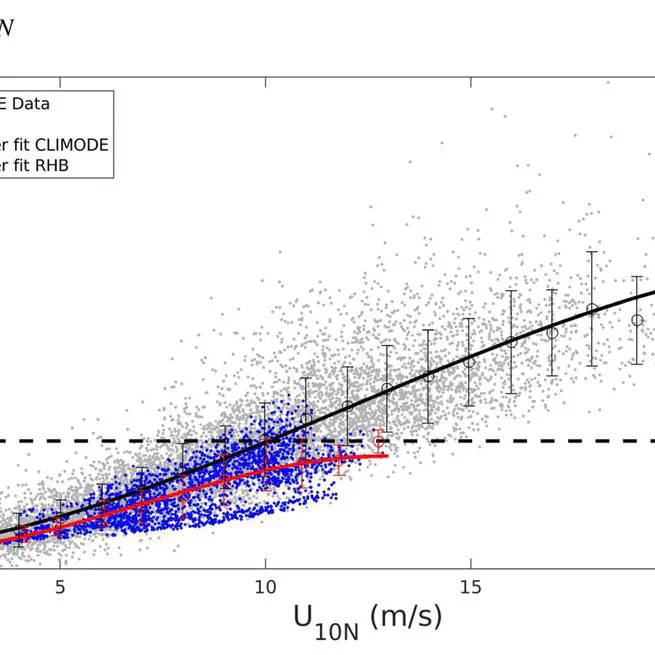 N
E Data
er fit CLIMODE
er fit RHB
5
10
15
U10N (m/s)